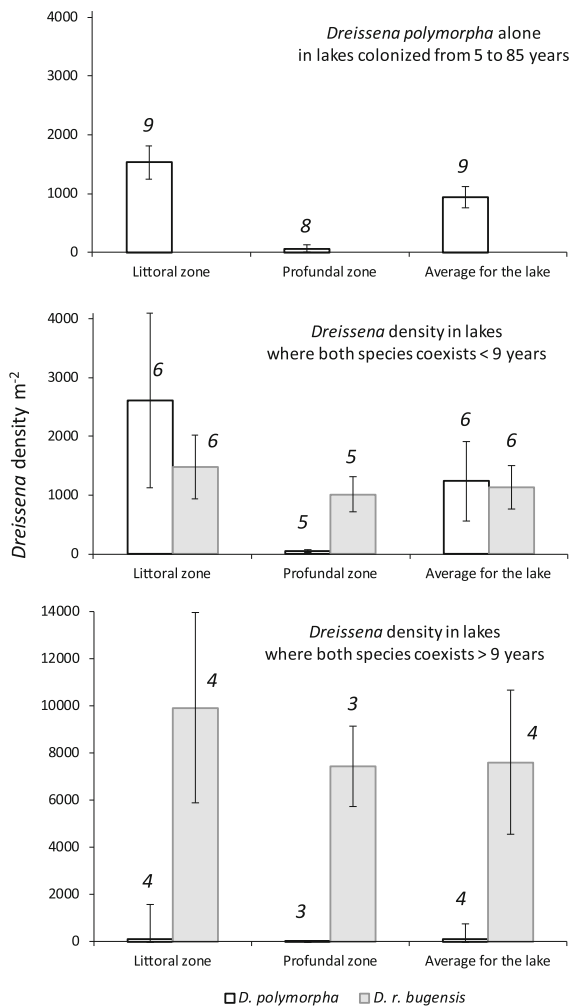 Dreissena polymorpha alone
in lakes colonized from 5 to 85 years
4000
3000
2000
1000
0
9
8
9
Littoral zone
Profundal zone
Average for the lake
Dreissena density in lakes
where both species coexists < 9 years
4000
3000
2000
1000
0
6
6
5
5
6
6
Littoral zone
Profundal zone
Average for the lake
Dreissena density m-2
Dreissena density in lakes
where both species coexists > 9 years
14000
12000
10000
8000
6000
4000
2000
0
4
4
3
3
4
4
Littoral zone
Profundal zone
Average for the lake
D. polymorpha
D. r. bugensis